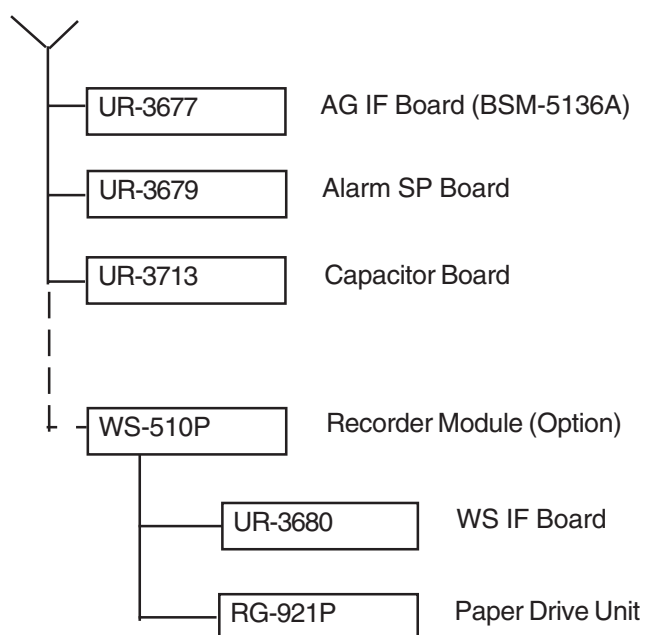 UR-3677 AG IF Board (BSM-5136A)
UR-3679 Alarm SP Board
UR-3713 Capacitor Board
WS-510P Recorder Module (Option)
UR-3680 WS IF Board
RG-921P Paper Drive Unit